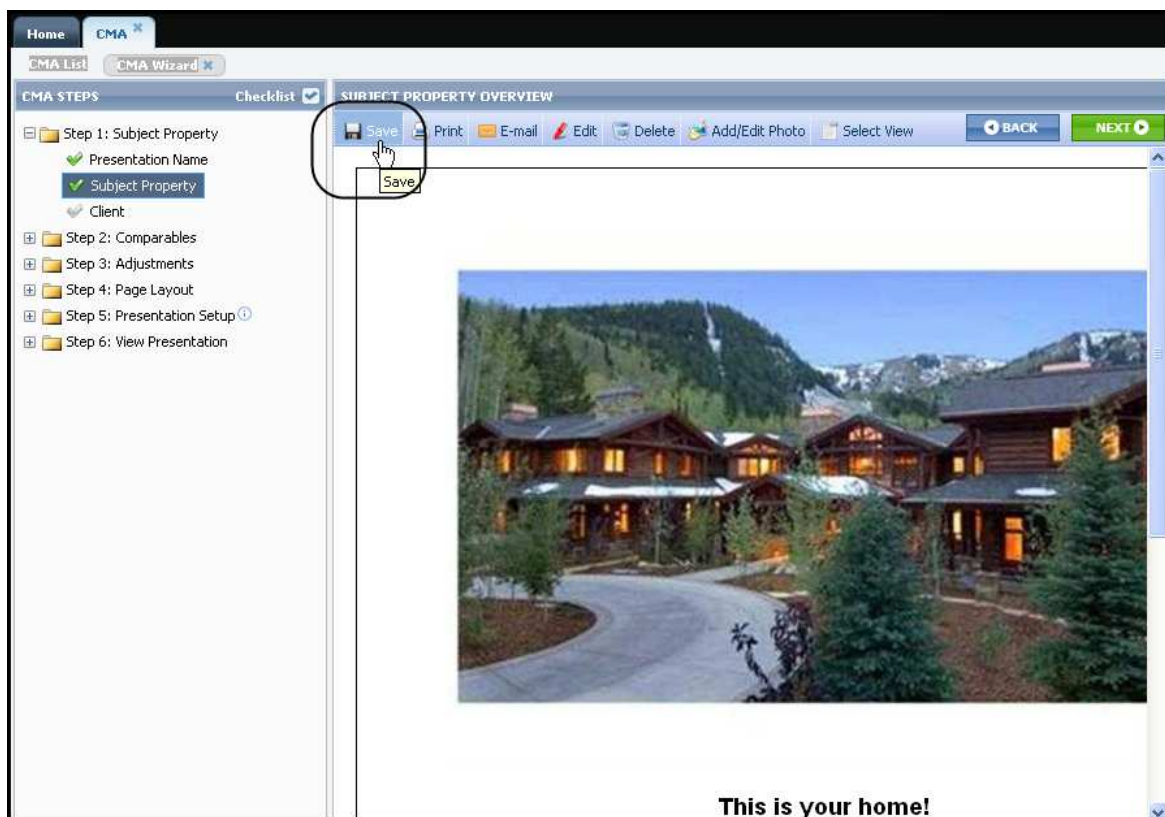 Home CMA
CMA List CMA Wizard
CMA STEPS Checklist SUBJECT PROPERTY OVERVIEW
Save Print E-mail Edit Delete Add/Edit Photo Select View BACK NEXT
Save
Step 1: Subject Property
Presentation Name
Subject Property
Client
Step 2: Comparables
Step 3: Adjustments
Step 4: Page Layout
Step 5: Presentation Setup
Step 6: View Presentation
This is your home!